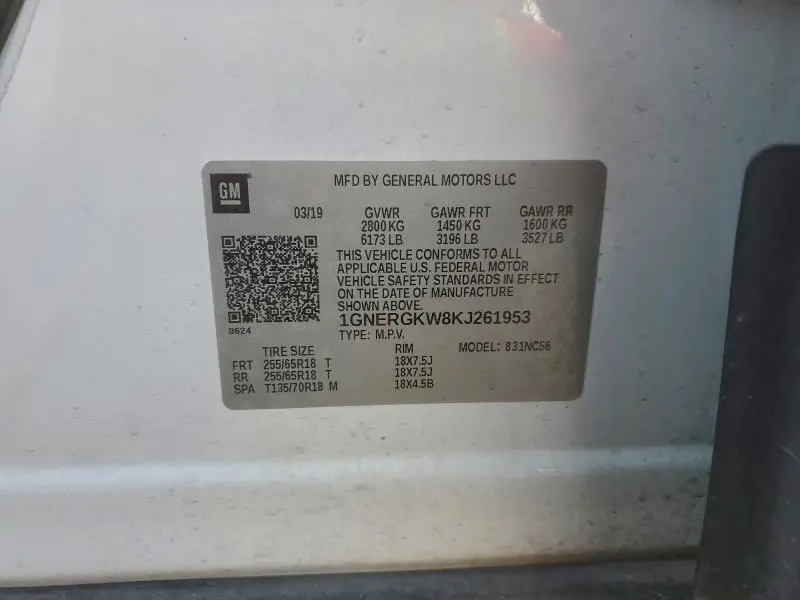 GM
MFD BY GENERAL MOTORS LLC
03/19 GVWR GAWR FRT GAWR RR
2800 KG 1450 KG 1600 KG
6173 LB 3196 LB 3527 LB
THIS VEHICLE CONFORMS TO ALL
APPLICABLE U.S. FEDERAL MOTOR
VEHICLE SAFETY STANDARDS IN EFFECT
ON THE DATE OF MANUFACTURE
SHOWN ABOVE.
8624
1GNERGKW8KJ261953
TYPE: M.P.V. MODEL: 831NC56
TIRE SIZE RIM
FRT 255/65R18 T 18X7.5J
RR 255/65R18 T 18X7.5J
SPA T135/70R18 M 18X4.5B